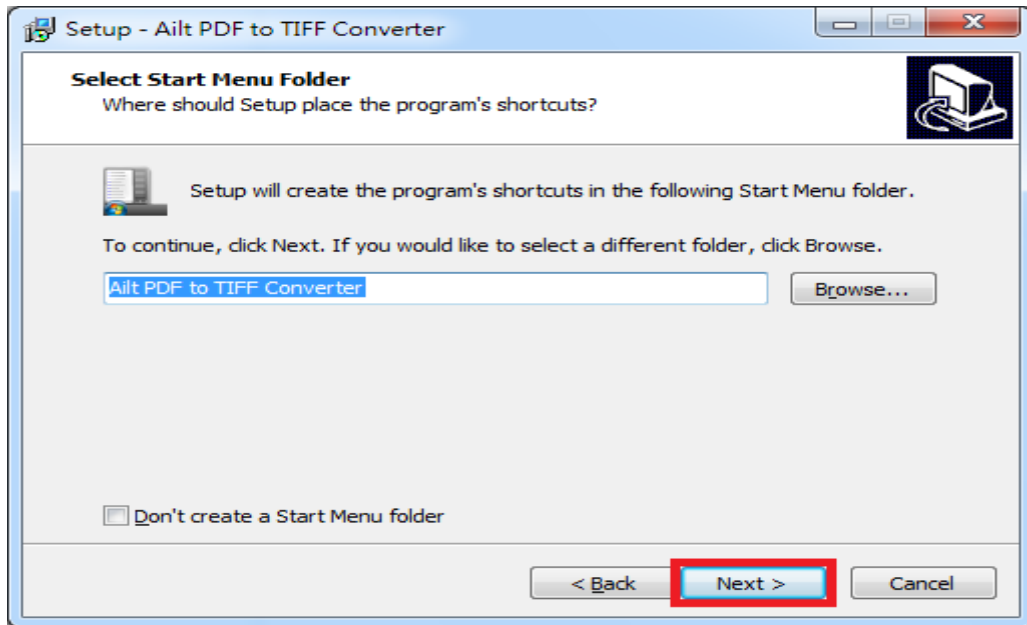 Setup - Ailt PDF to TIFF Converter
Select Start Menu Folder
Where should Setup place the program's shortcuts?
Setup will create the program's shortcuts in the following Start Menu folder.
To continue, click Next. If you would like to select a different folder, click Browse.
Ailt PDF to TIFF Converter
Browse...
Don't create a Start Menu folder
< Back Next > Cancel